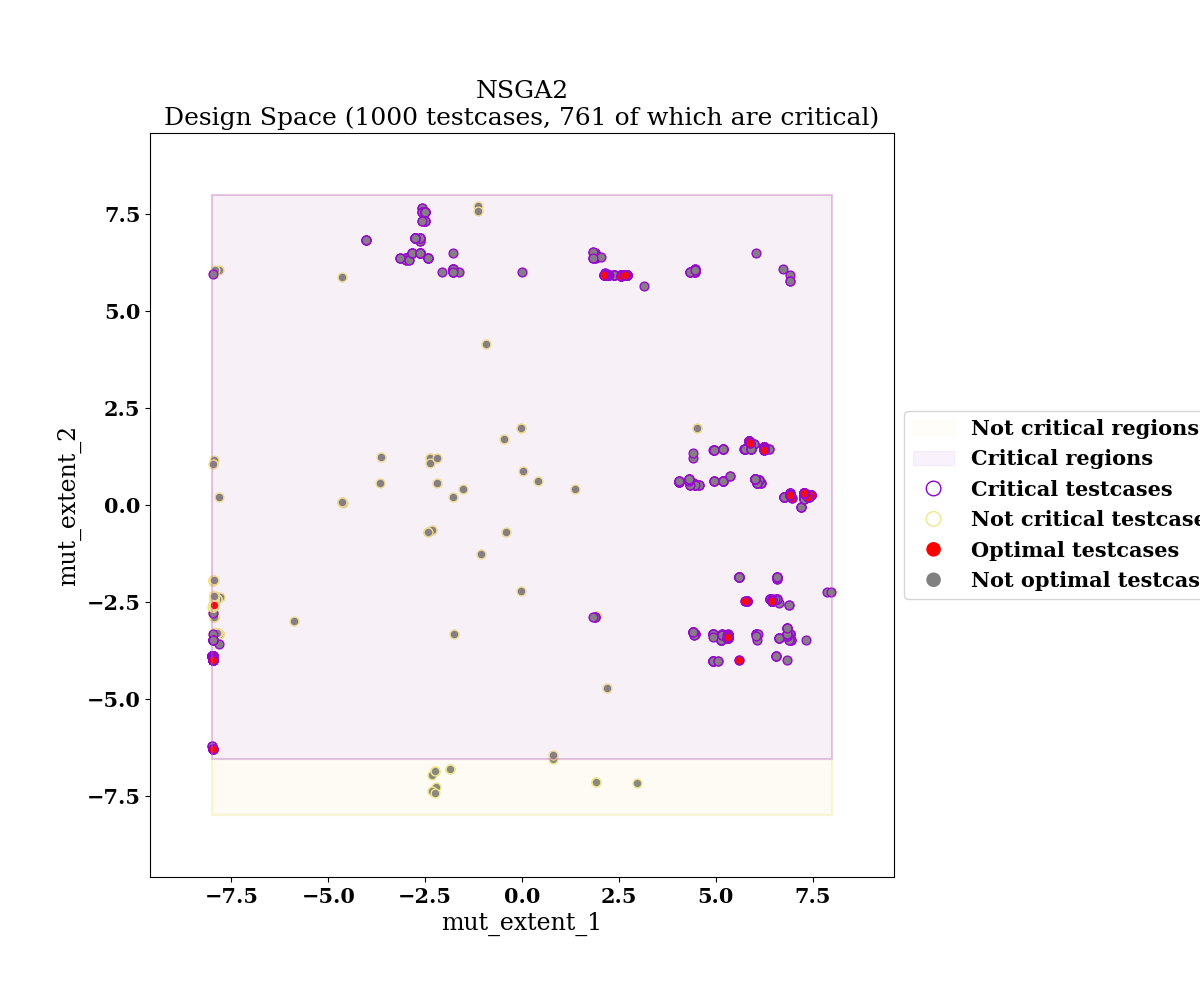 NSGA2
Design Space (1000 testcases, 761 of which are critical)
7.5
5.0
2.5
0.0
−2.5
−5.0
−7.5
mut_extent_2
−7.5 −5.0 −2.5 0.0 2.5 5.0 7.5
mut_extent_1
Not critical regions
Critical regions
Critical testcases
Not critical testcase
Optimal testcases
Not optimal testcas